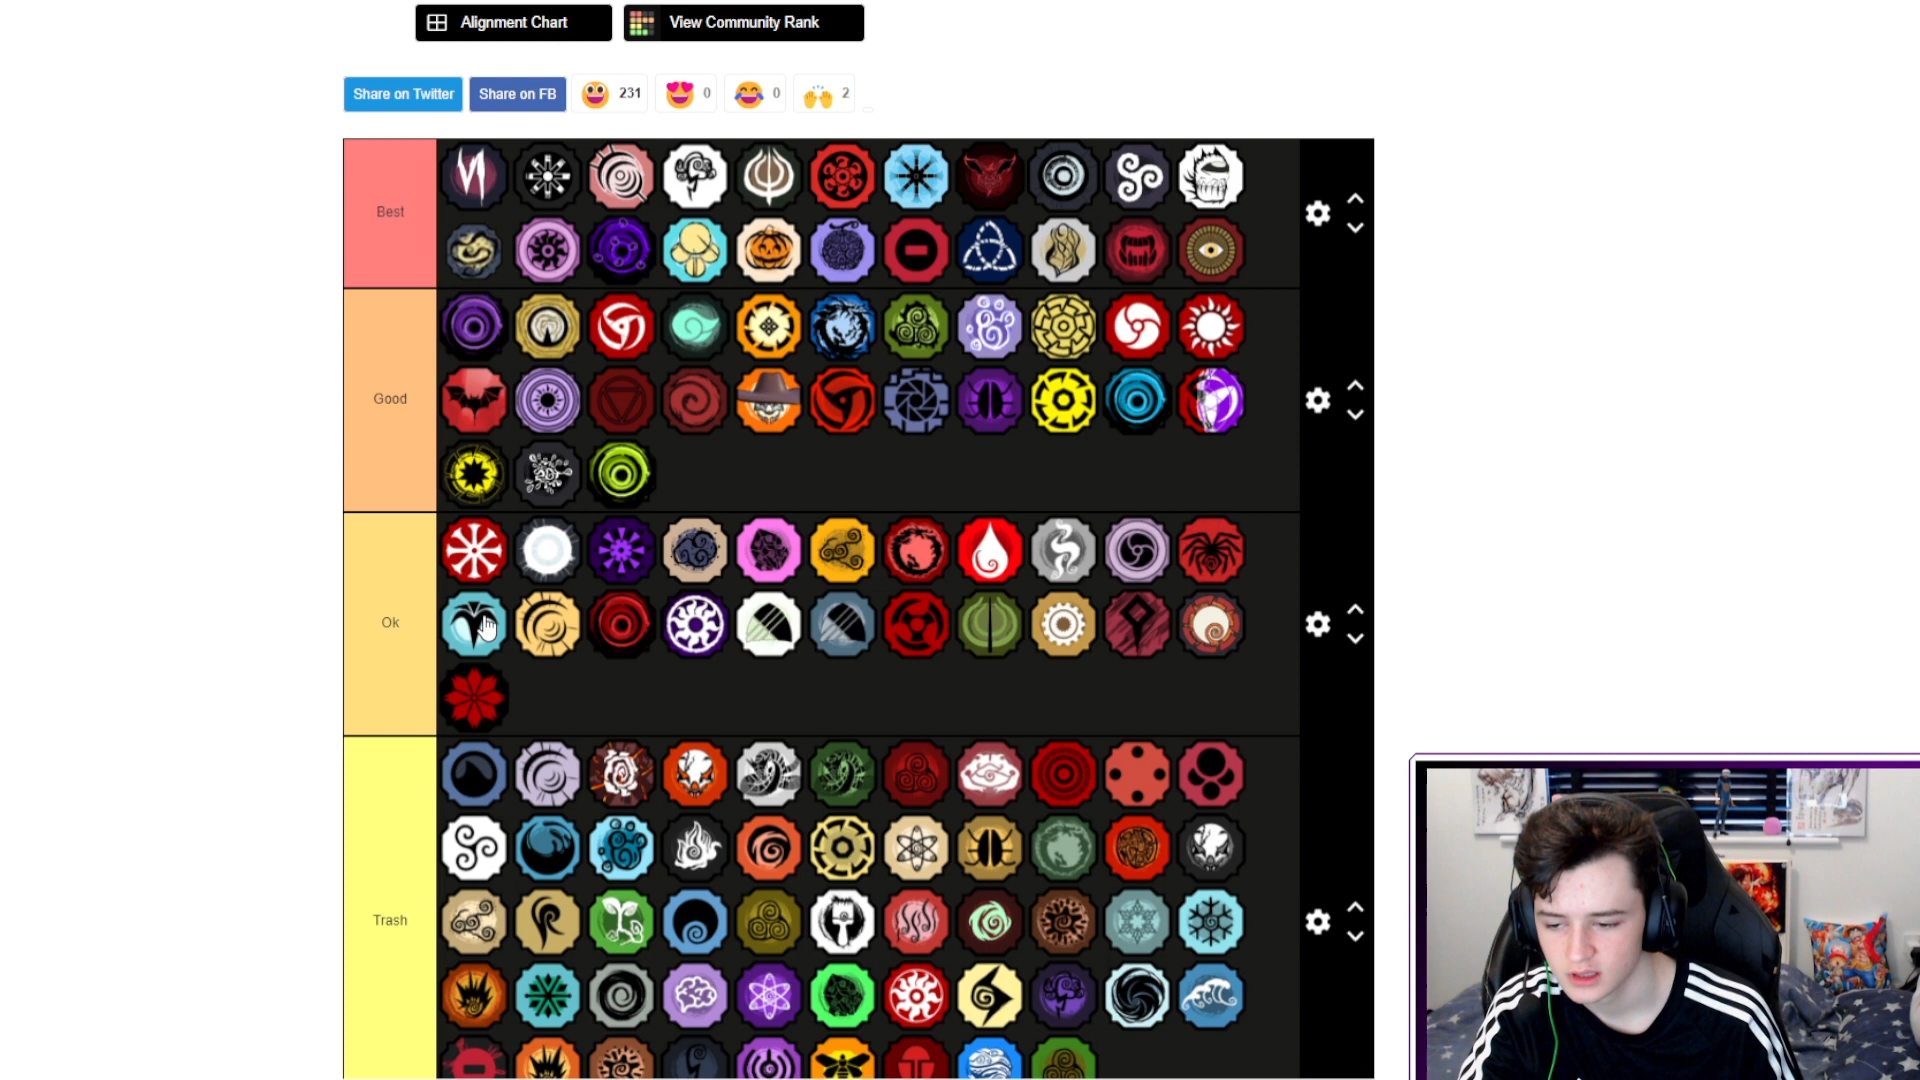 Alignment Chart
View Community Rank
Share on Twitter
Share on FB
231
0
0
2
Best
Good
Ok
Trash